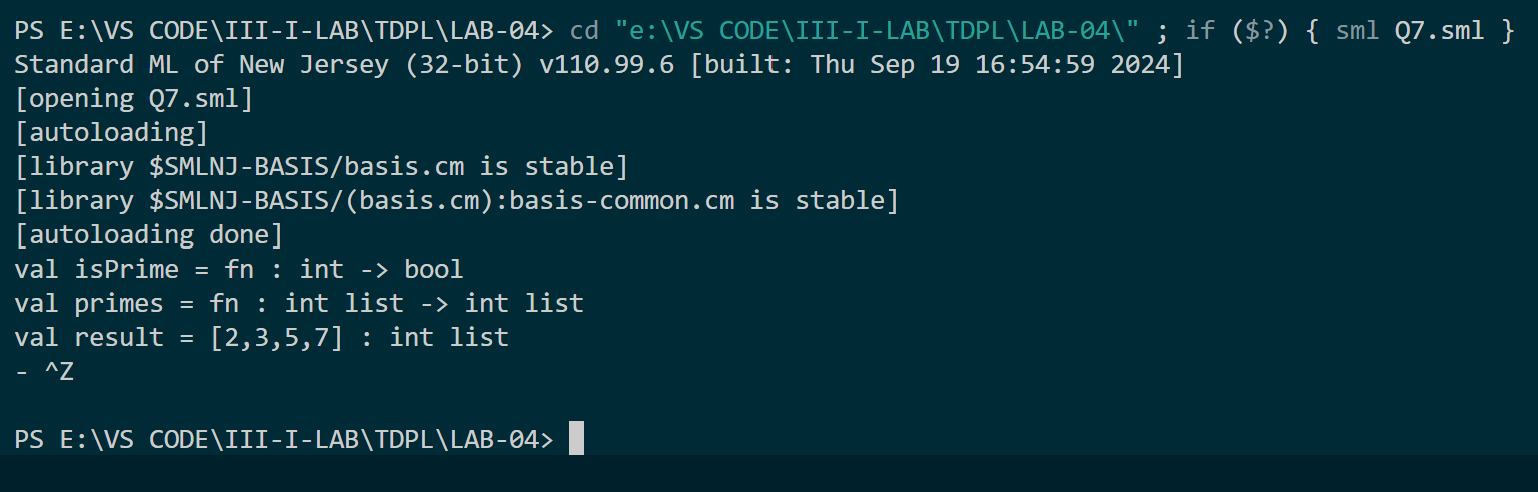 PS E:\VS CODE\III-I-LAB\TDPL\LAB-04> cd "e:\VS CODE\III-I-LAB\TDPL\LAB-04\" ; if ($?) { sml Q7.sml }
Standard ML of New Jersey (32-bit) v110.99.6 [built: Thu Sep 19 16:54:59 2024]
[opening Q7.sml]
[autoloading]
[library $SMLNJ-BASIS/basis.cm is stable]
[library $SMLNJ-BASIS/(basis.cm):basis-common.cm is stable]
[autoloading done]
val isPrime = fn : int -> bool
val primes = fn : int list -> int list
val result = [2,3,5,7] : int list
- ^Z
PS E:\VS CODE\III-I-LAB\TDPL\LAB-04>